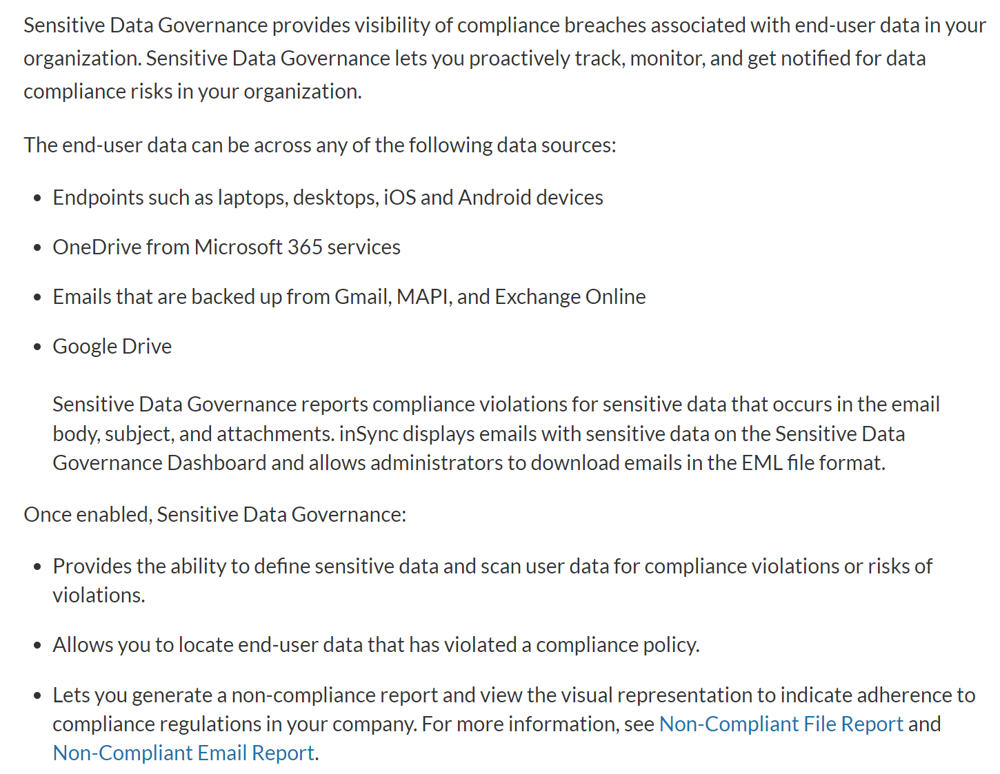 Sensitive Data Governance provides visibility of compliance breaches associated with end-user data in your
organization. Sensitive Data Governance lets you proactively track, monitor, and get notified for data
compliance risks in your organization.
The end-user data can be across any of the following data sources:
• Endpoints such as laptops, desktops, iOS and Android devices
• OneDrive from Microsoft 365 services
• Emails that are backed up from Gmail, MAPI, and Exchange Online
• Google Drive
Sensitive Data Governance reports compliance violations for sensitive data that occurs in the email
body, subject, and attachments. inSync displays emails with sensitive data on the Sensitive Data
Governance Dashboard and allows administrators to download emails in the EML file format.
Once enabled, Sensitive Data Governance:
• Provides the ability to define sensitive data and scan user data for compliance violations or risks of
violations.
• Allows you to locate end-user data that has violated a compliance policy.
• Lets you generate a non-compliance report and view the visual representation to indicate adherence to
compliance regulations in your company. For more information, see Non-Compliant File Report and
Non-Compliant Email Report.